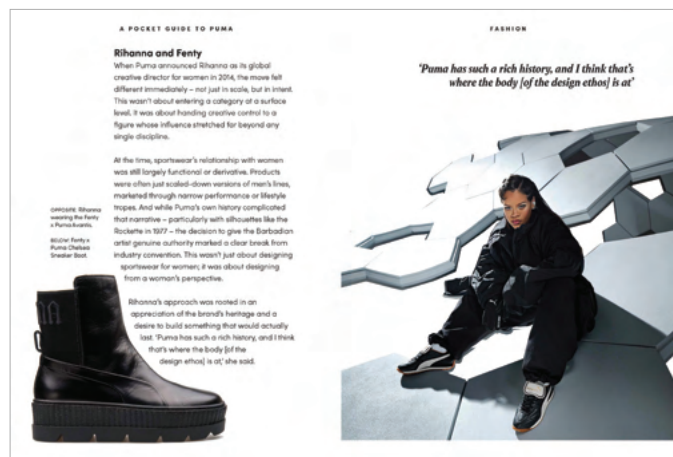 A POCKET GUIDE TO PUMA
Rihanna and Fenty
When Puma announced Rihanna as its global
creative director for women in 2014, the move felt
different immediately – not just in scale, but in intent.
This wasn't about entering a category at a surface
level. It was about handing creative control to a
figure whose influence stretched far beyond any
single discipline.
At the time, sportswear's relationship with women
was still largely functional or derivative. Products
were often just scaled-down versions of men's lines,
marketed through narrow performance or lifestyle
tropes. And while Puma's own history complicated
that narrative – particularly with silhouettes like the
Rockette in 1977 – the decision to give the Barbadian
artist genuine authority marked a clear break from
industry convention. This wasn't just about designing
sportswear for women; it was about designing
from a woman's perspective.
Rihanna's approach was rooted in an
appreciation of the brand's heritage and a
desire to build something that would actually
last. 'Puma has such a rich history, and I think
that's where the body [of the
design ethos] is at,' she said.
OPPOSITE: Rihanna
wearing the Fenty
x Puma Avanti.
BELOW: Fenty x
Puma Chelsea
Sneaker Boot.
FASHION
'Puma has such a rich history, and I think that's
where the body [of the design ethos] is at'